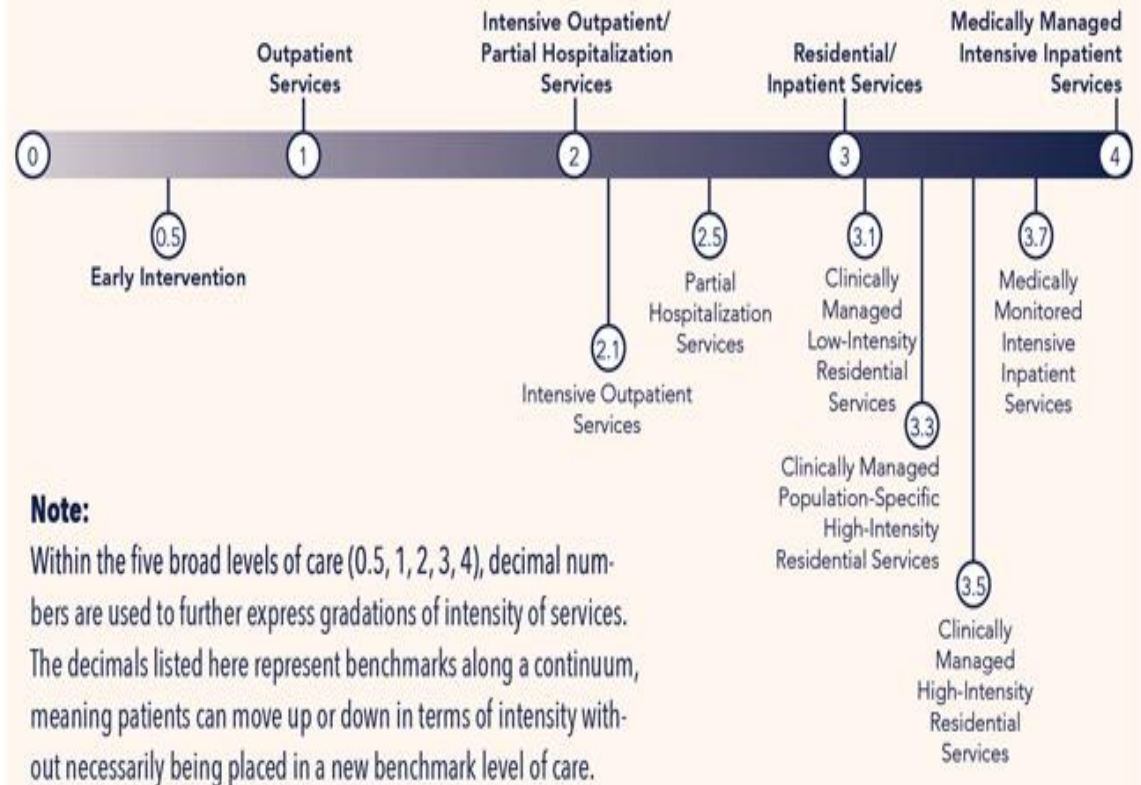 Outpatient
Services
Intensive Outpatient/
Partial Hospitalization
Services
Residential/
Inpatient Services
Medically Managed
Intensive Inpatient
Services
0
1
2
3
4
0.5
Early Intervention
2.1
Intensive Outpatient
Services
2.5
Partial
Hospitalization
Services
3.1
Clinically
Managed
Low-Intensity
Residential
Services
3.3
Clinically Managed
Population-Specific
High-Intensity
Residential Services
3.5
Clinically
Managed
High-Intensity
Residential
Services
3.7
Medically
Monitored
Intensive
Inpatient
Services
Note:
Within the five broad levels of care (0.5, 1, 2, 3, 4), decimal num-
bers are used to further express gradations of intensity of services.
The decimals listed here represent benchmarks along a continuum,
meaning patients can move up or down in terms of intensity with-
out necessarily being placed in a new benchmark level of care.